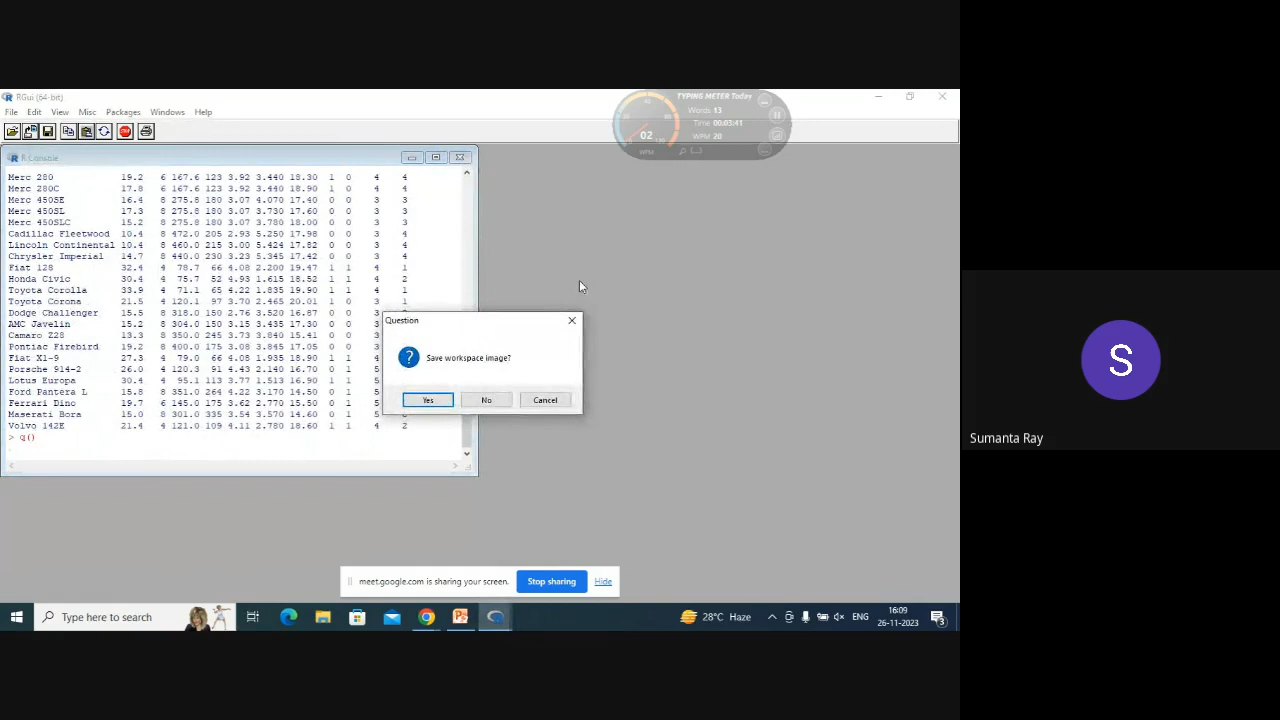 RGui (64-bit)
File Edit View Misc Packages Windows Help
TYPING METER Today
Words 13
Time 00:03:41
WPM 20
02
WPM
R Console
Merc 280 19.2 6 167.6 123 3.92 3.440 18.30 1 0 4 4
Merc 280C 17.8 6 167.6 123 3.92 3.440 18.90 1 0 4 4
Merc 450SE 16.4 8 275.8 180 3.07 4.070 17.40 0 0 3 3
Merc 450SL 17.3 8 275.8 180 3.07 3.730 17.60 0 0 3 3
Merc 450SLC 15.2 8 275.8 180 3.07 3.780 18.00 0 0 3 3
Cadillac Fleetwood 10.4 8 472.0 205 2.93 5.250 17.98 0 0 3 4
Lincoln Continental 10.4 8 460.0 215 3.00 5.424 17.82 0 0 3 4
Chrysler Imperial 14.7 8 440.0 230 3.23 5.345 17.42 0 0 3 4
Fiat 128 32.4 4 78.7 66 4.08 2.200 19.47 1 1 4 1
Honda Civic 30.4 4 75.7 52 4.93 1.615 18.52 1 1 4 2
Toyota Corolla 33.9 4 71.1 65 4.22 1.835 19.90 1 1 4 1
Toyota Corona 21.5 4 120.1 97 3.70 2.465 20.01 1 0 3 1
Dodge Challenger 15.5 8 318.0 150 2.76 3.520 16.87 0 0 3
AMC Javelin 15.2 8 304.0 150 3.15 3.435 17.30 0 0 3
Camaro Z28 13.3 8 350.0 245 3.73 3.840 15.41 0 0 3
Pontiac Firebird 19.2 8 400.0 175 3.08 3.845 17.05 0 0 3
Fiat X1-9 27.3 4 79.0 66 4.08 1.935 18.90 1 1 4
Porsche 914-2 26.0 4 120.3 91 4.43 2.140 16.70 0 1 5
Lotus Europa 30.4 4 95.1 113 3.77 1.513 16.90 1 1 5
Ford Pantera L 15.8 8 351.0 264 4.22 3.170 14.50 0 1 5
Ferrari Dino 19.7 6 145.0 175 3.62 2.770 15.50 0 1 5
Maserati Bora 15.0 8 301.0 335 3.54 3.570 14.60 0 1 5
Volvo 142E 21.4 4 121.0 109 4.11 2.780 18.60 1 1 4 2
> q()
Question
Save workspace image?
Yes No Cancel
S
Sumanta Ray
meet.google.com is sharing your screen. Stop sharing Hide
Type here to search
28°C Haze
ENG
16:09
26-11-2023
3